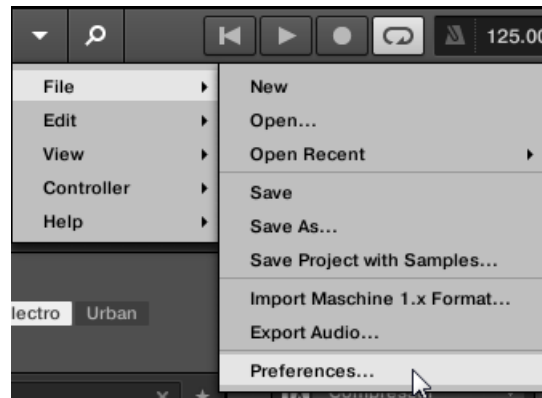 125.00
File
Edit
View
Controller
Help
New
Open...
Open Recent
Save
Save As...
Save Project with Samples...
Import Maschine 1.x Format...
Export Audio...
Preferences...
lectro Urban